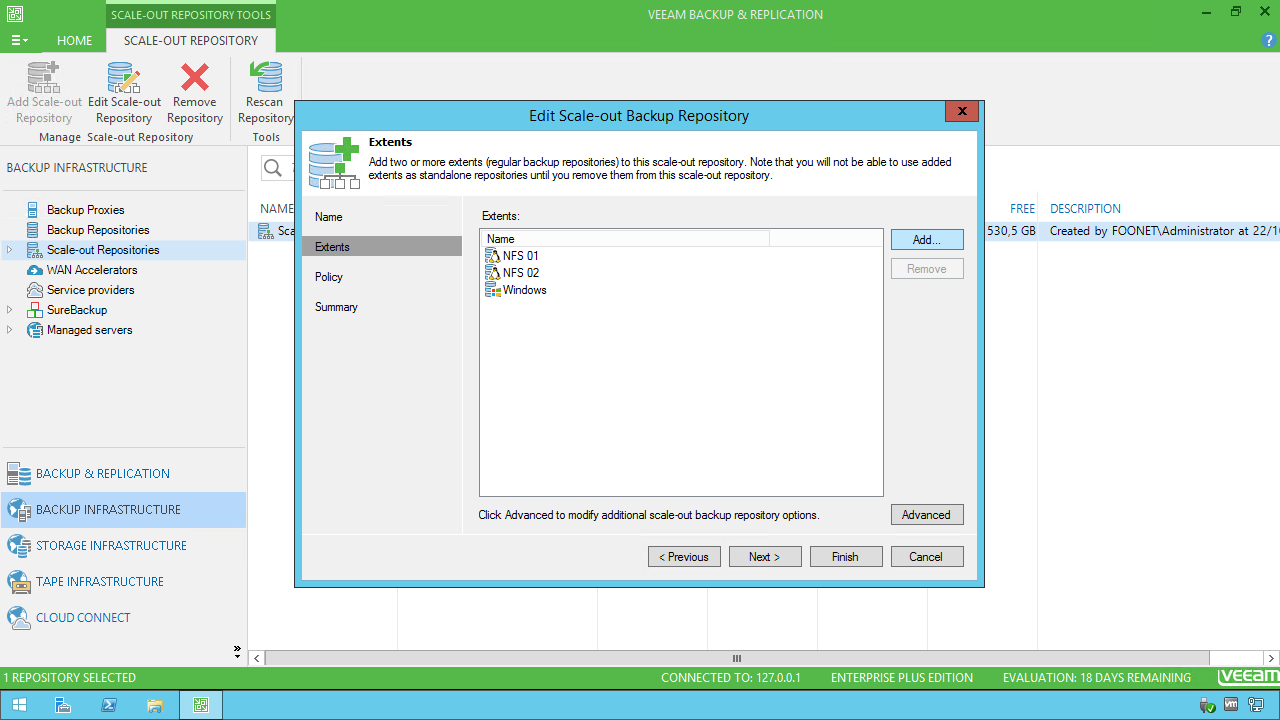 SCALE-OUT REPOSITORY TOOLS
VEEAM BACKUP & REPLICATION
HOME
SCALE-OUT REPOSITORY
Add Scale-out Repository
Edit Scale-out Repository
Remove Repository
Rescan Repository
Manage Scale-out Repository
Tools
BACKUP INFRASTRUCTURE
Backup Proxies
Backup Repositories
Scale-out Repositories
WAN Accelerators
Service providers
SureBackup
Managed servers
BACKUP & REPLICATION
BACKUP INFRASTRUCTURE
STORAGE INFRASTRUCTURE
TAPE INFRASTRUCTURE
CLOUD CONNECT
NAME
FREE
DESCRIPTION
530,5 GB
Created by FOONET\Administrator at 22/10
Edit Scale-out Backup Repository
Extents
Add two or more extents (regular backup repositories) to this scale-out repository. Note that you will not be able to use added
extents as standalone repositories until you remove them from this scale-out repository.
Name
Extents
Policy
Summary
Extents:
Name
NFS 01
NFS 02
Windows
Add...
Remove
Click Advanced to modify additional scale-out backup repository options.
Advanced
< Previous
Next >
Finish
Cancel
1 REPOSITORY SELECTED
CONNECTED TO: 127.0.0.1
ENTERPRISE PLUS EDITION
EVALUATION: 18 DAYS REMAINING
veeam